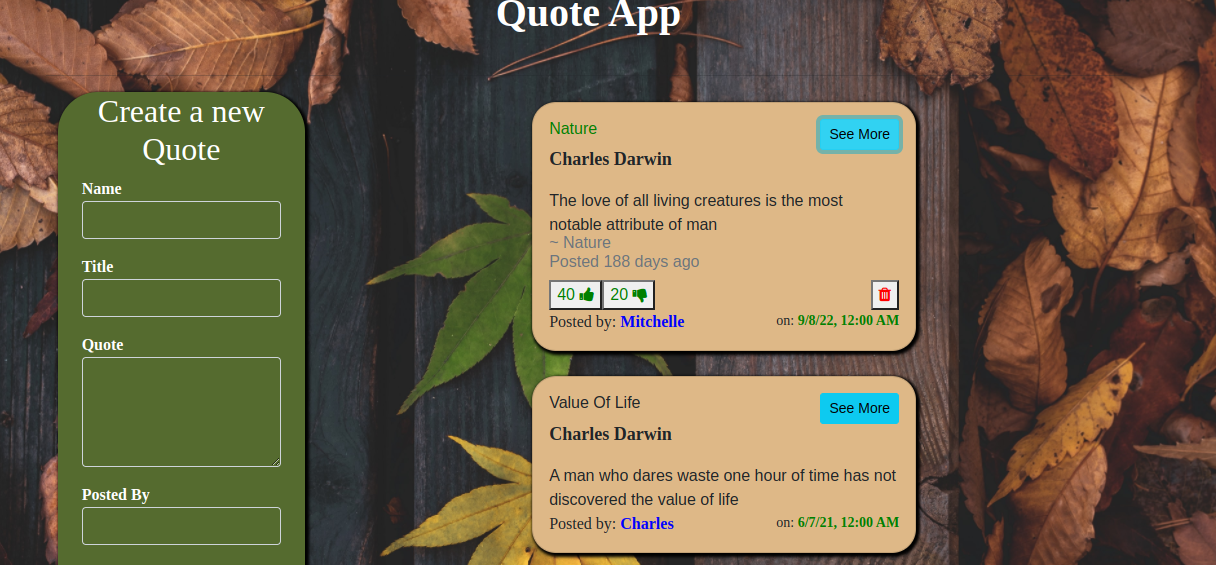 Quote App
Create a new
Quote
Name
Title
Quote
Posted By
Nature
See More
Charles Darwin
The love of all living creatures is the most
notable attribute of man
~ Nature
Posted 188 days ago
40 20
Posted by: Mitchelle on: 9/8/22, 12:00 AM
Value Of Life
See More
Charles Darwin
A man who dares waste one hour of time has not
discovered the value of life
Posted by: Charles on: 6/7/21, 12:00 AM